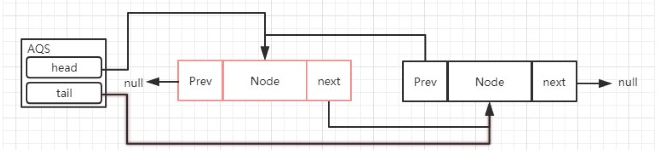 AQS
head
tail
null
Prev
Node
next
Prev
Node
next
null